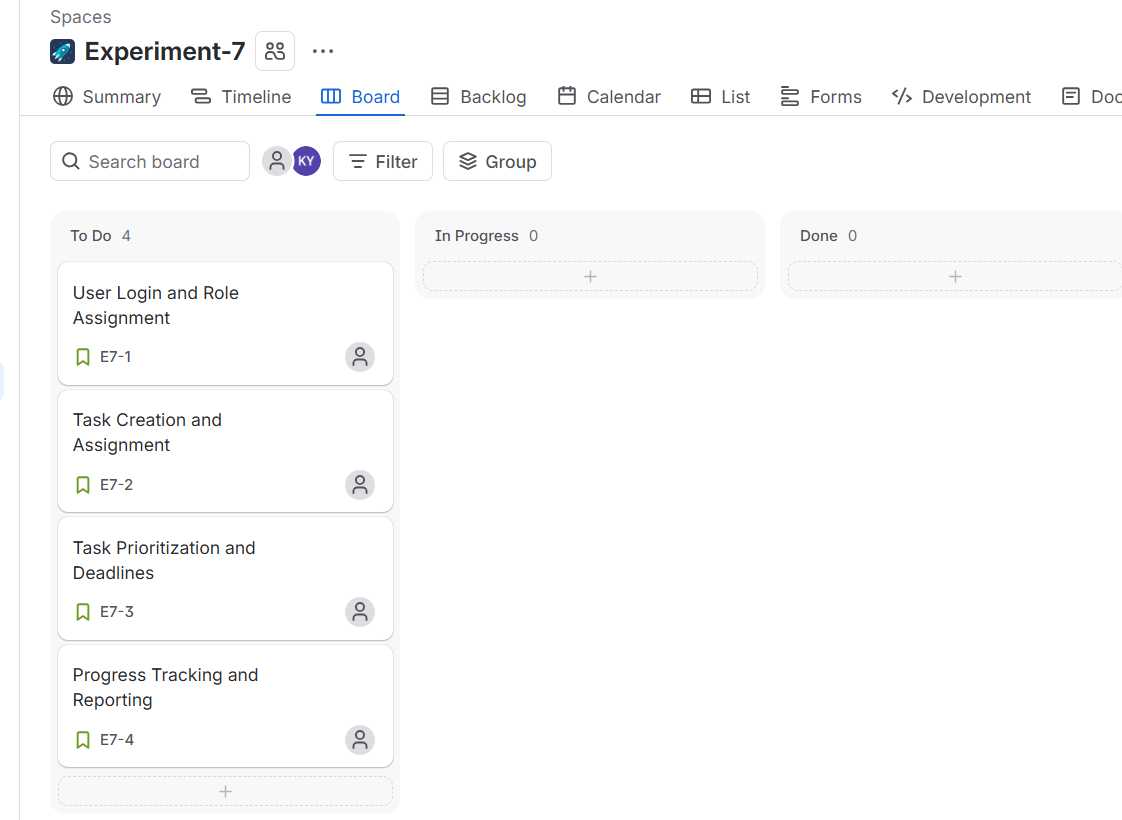 Spaces
Experiment-7
Summary Timeline Board Backlog Calendar List Forms Development Doc
Search board KY Filter Group
To Do 4 In Progress 0 Done 0
User Login and Role
Assignment
E7-1
Task Creation and
Assignment
E7-2
Task Prioritization and
Deadlines
E7-3
Progress Tracking and
Reporting
E7-4